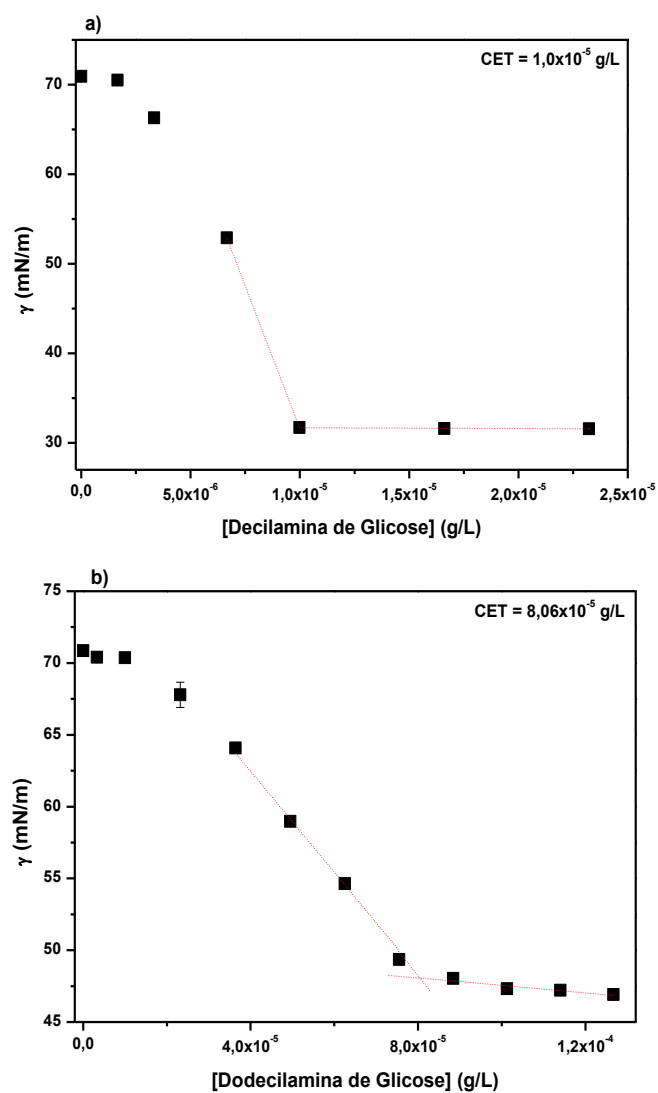 a)
CET = 1,0x10⁻⁵ g/L
70
60
50
40
30
γ (mN/m)
0,0 5,0x10⁻⁶ 1,0x10⁻⁵ 1,5x10⁻⁵ 2,0x10⁻⁵ 2,5x10⁻⁵
[Decilamina de Glicose] (g/L)
b)
CET = 8,06x10⁻⁵ g/L
75
70
65
60
55
50
45
γ (mN/m)
0,0 4,0x10⁻⁵ 8,0x10⁻⁵ 1,2x10⁻⁴
[Dodecilamina de Glicose] (g/L)